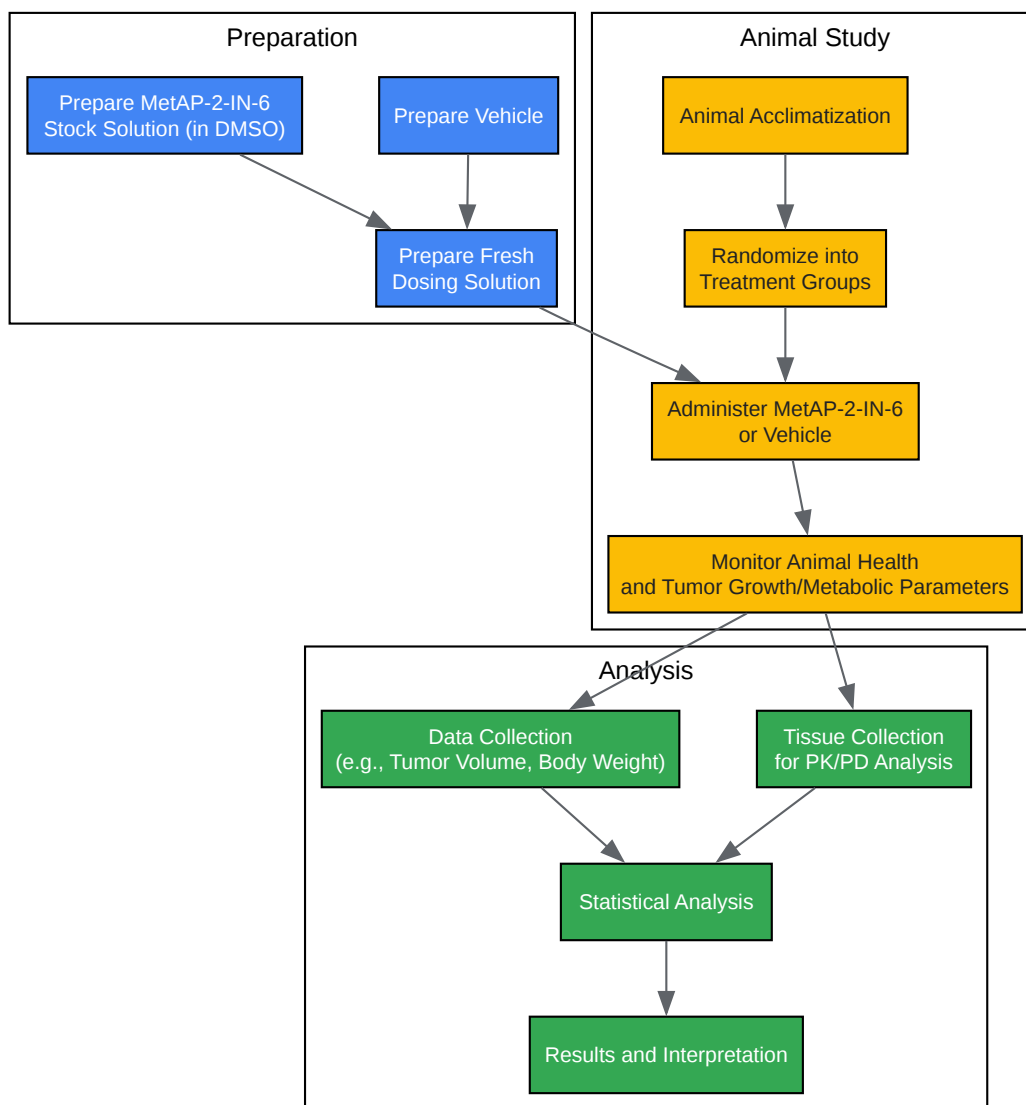 Preparation
Prepare MetAP-2-IN-6
Stock Solution (in DMSO)
Prepare Vehicle
Prepare Fresh
Dosing Solution
Animal Study
Animal Acclimatization
Randomize into
Treatment Groups
Administer MetAP-2-IN-6
or Vehicle
Monitor Animal Health
and Tumor Growth/Metabolic Parameters
Analysis
Data Collection
(e.g., Tumor Volume, Body Weight)
Tissue Collection
for PK/PD Analysis
Statistical Analysis
Results and Interpretation